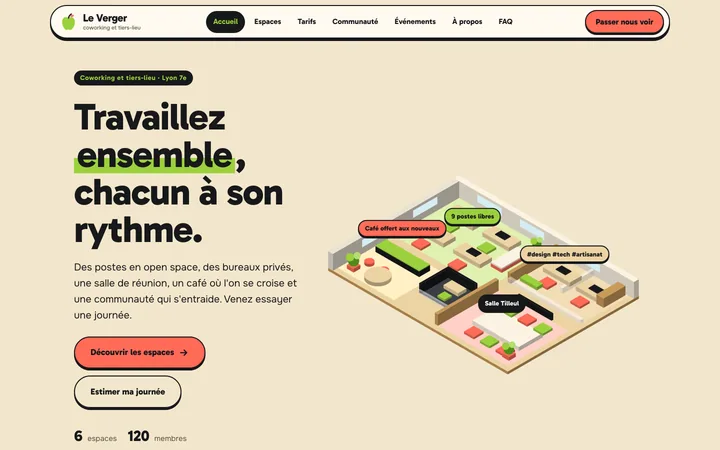 Le Verger
coworking et tiers-lieu
Accueil
Espaces
Tarifs
Communauté
Événements
À propos
FAQ
Passer nous voir
Coworking et tiers-lieu · Lyon 7e
Travaillez
ensemble,
chacun à son
rythme.
Des postes en open space, des bureaux privés,
une salle de réunion, un café où l'on se croise et
une communauté qui s'entraide. Venez essayer
une journée.
Découvrir les espaces →
Estimer ma journée
6 espaces
120 membres
9 postes libres
Café offert aux nouveaux
#design #tech #artisanat
Salle Tilleul